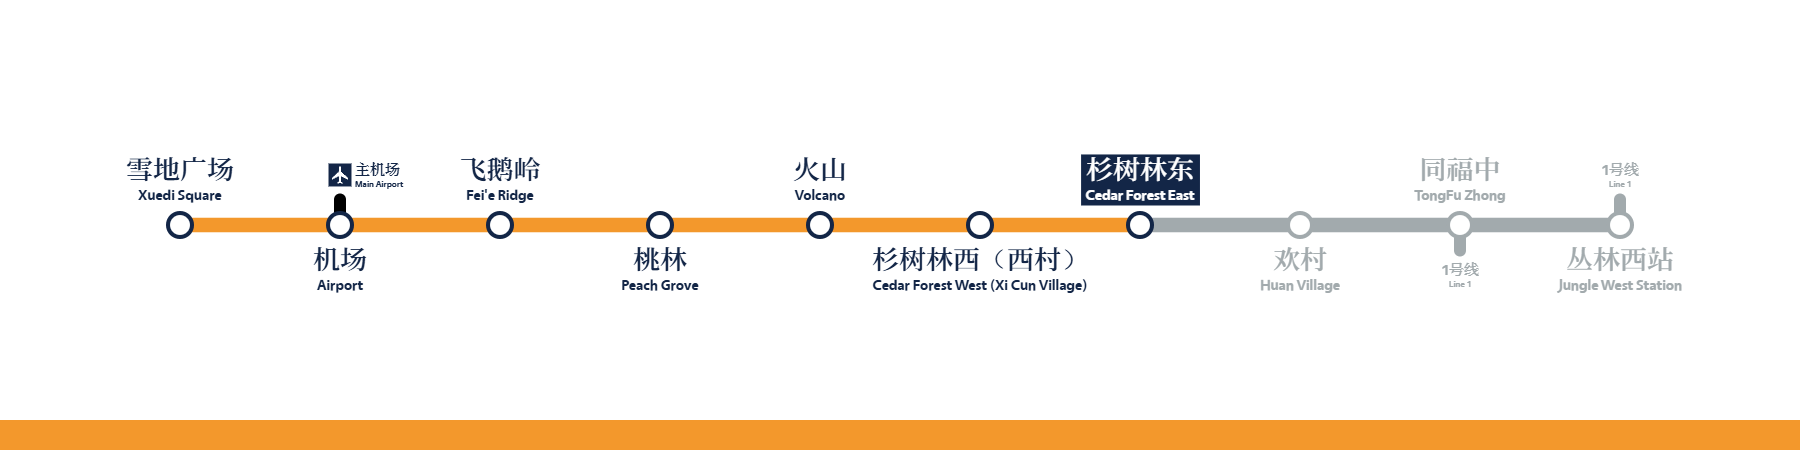 雪地广场
Xuedi Square
主机场
Main Airport
机场
Airport
飞鹅岭
Fei'e Ridge
桃林
Peach Grove
火山
Volcano
杉树林西（西村）
Cedar Forest West (Xi Cun Village)
杉树林东
Cedar Forest East
欢村
Huan Village
同福中
TongFu Zhong
1号线
Line 1
1号线
Line 1
丛林西站
Jungle West Station